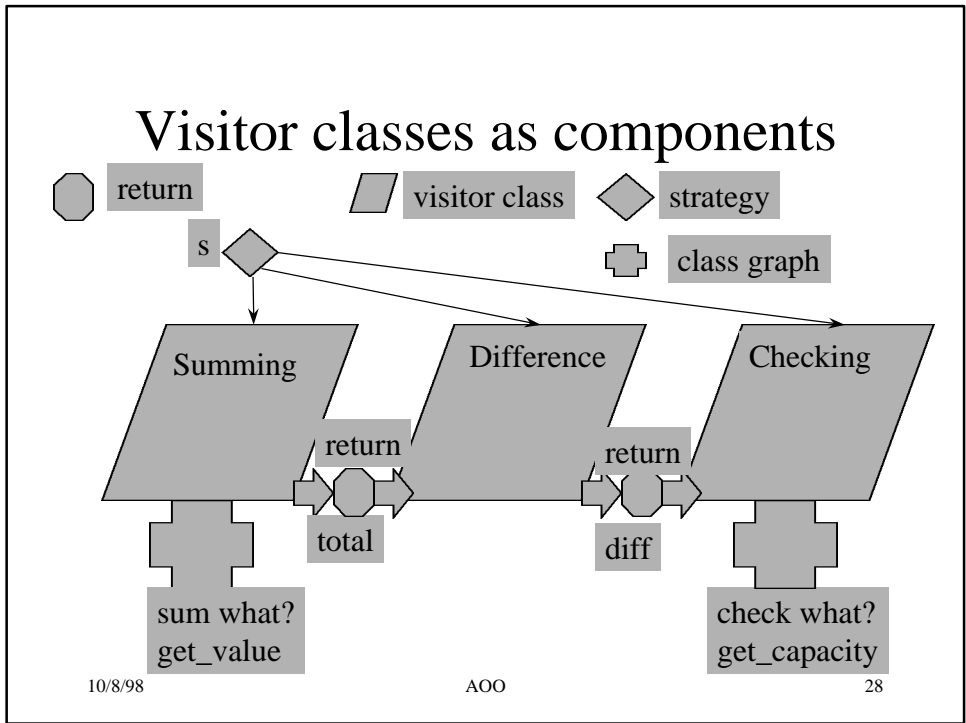 Visitor classes as components
return
visitor class
strategy
s
class graph
Summing
Difference
Checking
return
return
total
diff
sum what?
get_value
check what?
get_capacity
10/8/98
AOO
28